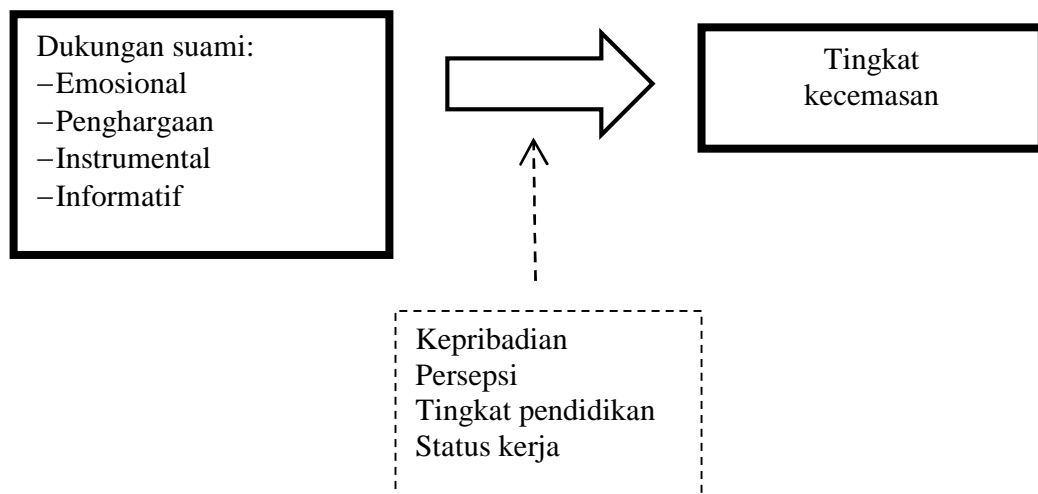 Dukungan suami:
–Emosional
–Penghargaan
–Instrumental
–Informatif
Tingkat
kecemasan
Kepribadian
Persepsi
Tingkat pendidikan
Status kerja